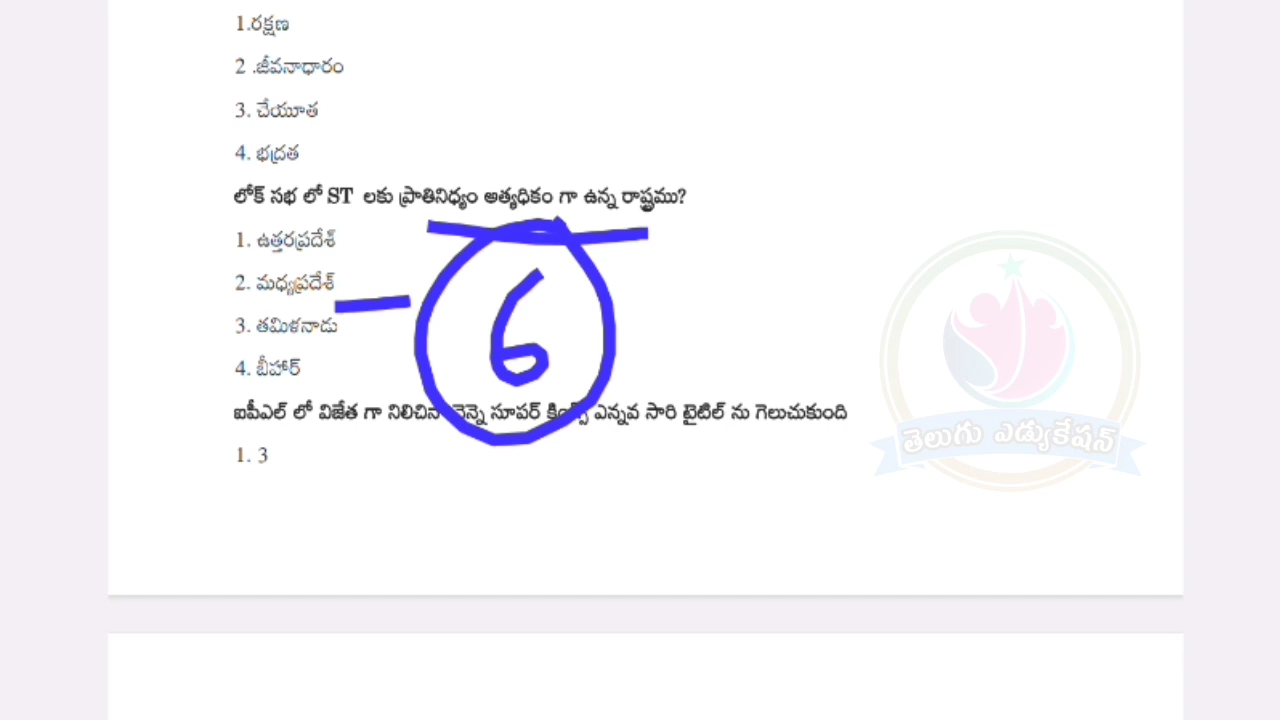 1.రక్షణ
2 .జీవనాధారం
3. చేయూత
4. భద్రత
లోక్ సభ లో ST లకు ప్రాతినిధ్యం అత్యధికం గా ఉన్న రాష్ట్రము?
1. ఉత్తరప్రదేశ్
2. మధ్యప్రదేశ్
3. తమిళనాడు
4. బీహార్
6
ఐపీఎల్ లో విజేత గా నిలిచిన సూపర్ ఎన్నవ సారి టైటిల్ ను గెలుచుకుంది
1. 3
తెలుగు ఎడ్యుకేషన్